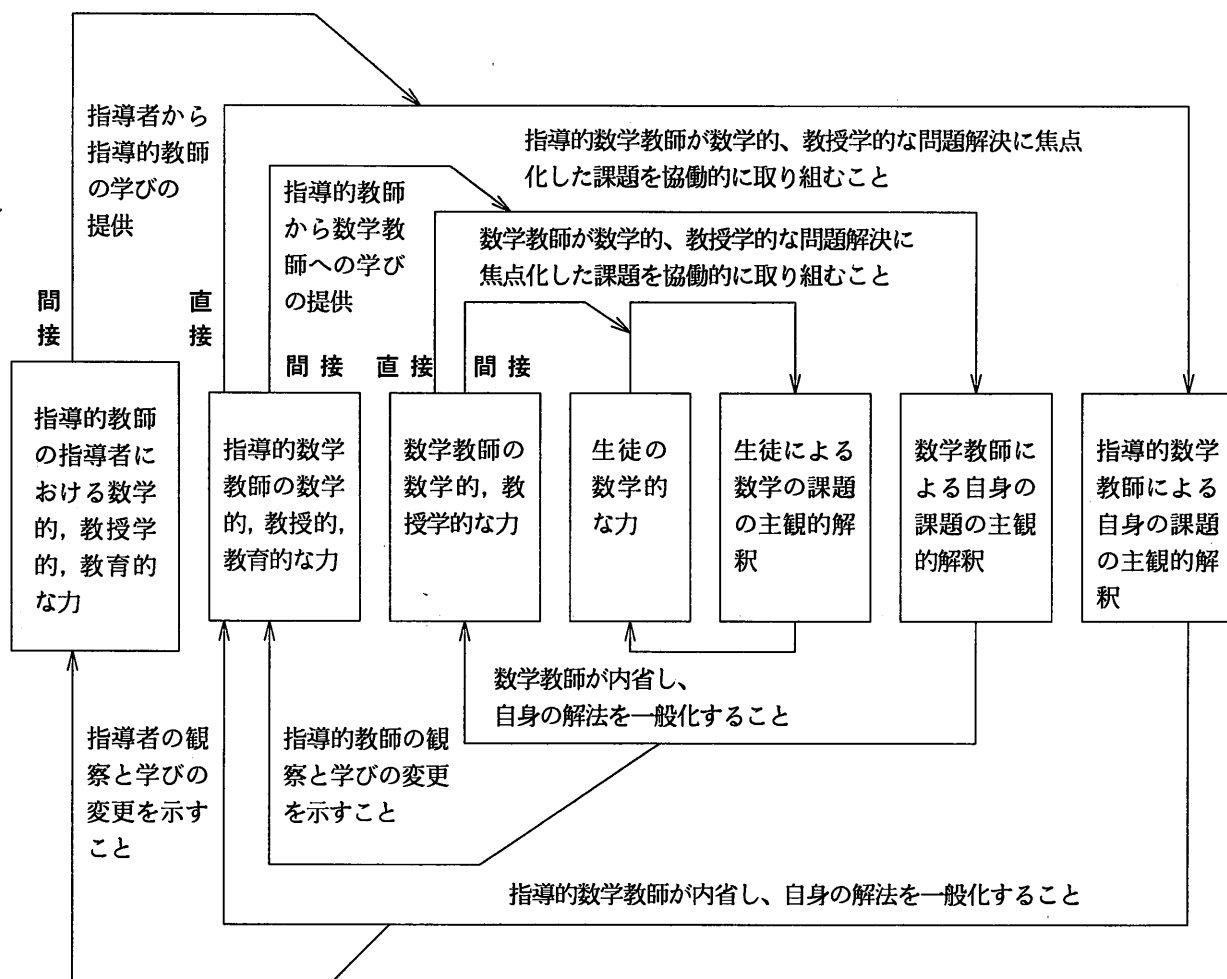 指導者から
指導的教師
の学びの
提供
指導的数学教師が数学的、教授学的な問題解決に焦点
化した課題を協働的に取り組むこと
指導的教師
から数学教
師への学び
の提供
数学教師が数学的、教授学的な問題解決に
焦点化した課題を協働的に取り組むこと
間接
直接
間接
直接
間接
指導的教師
の指導者に
おける数学
的, 教授学
的, 教育的
な力
指導的数学
教師の数学
的, 教授的,
教育的な力
数学教師の
数学的, 教
授学的な力
生徒の
数学的
な力
生徒による
数学の課題
の主観的解
釈
数学教師に
よる自身の
課題の主観
的解釈
指導的数学
教師による
自身の課題
の主観的解
釈
数学教師が内省し、
自身の解法を一般化すること
指導者の観
察と学びの
変更を示す
こと
指導的教師の観
察と学びの変更
を示すこと
指導的数学教師が内省し、自身の解法を一般化すること